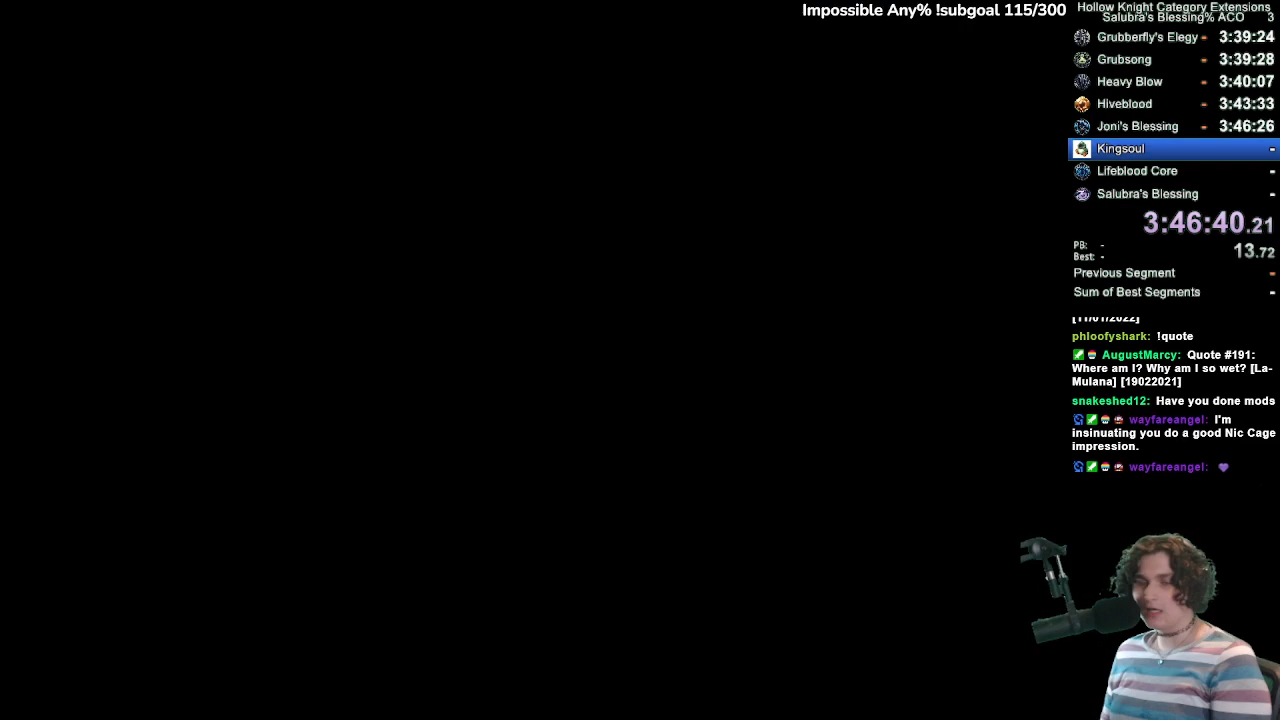 Impossible Any% !subgoal 115/300
Hollow Knight Category Extensions
Salubra's Blessing% ACO 3
Grubberfly's Elegy - 3:39:24
Grubsong - 3:39:28
Heavy Blow - 3:40:07
Hiveblood - 3:43:33
Joni's Blessing - 3:46:26
Kingsoul -
Lifeblood Core -
Salubra's Blessing -
3:46:40.21
PB: -
Best: -
13.72
Previous Segment -
Sum of Best Segments -
[11/01/2022]
phloofyshark: !quote
AugustMarcy: Quote #191:
Where am I? Why am I so wet? [La-
Mulana] [19022021]
snakeshed12: Have you done mods
wayfareangel: I'm
insinuating you do a good Nic Cage
impression.
wayfareangel: 💜